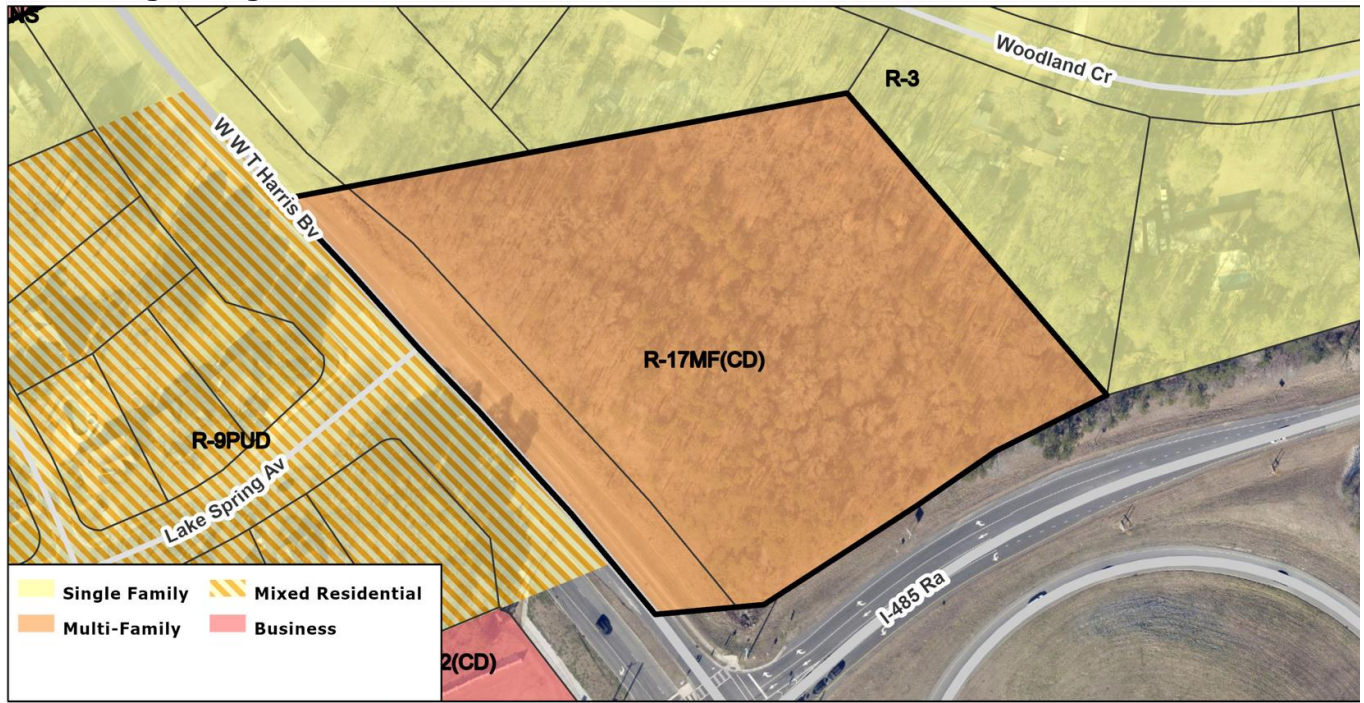 NS
Woodland Cr
R-3
W W T Harris Bv
R-17MF(CD)
R-9PUD
Lake Spring Av
I-485 Ra
Single Family
Mixed Residential
Multi-Family
Business
2(CD)